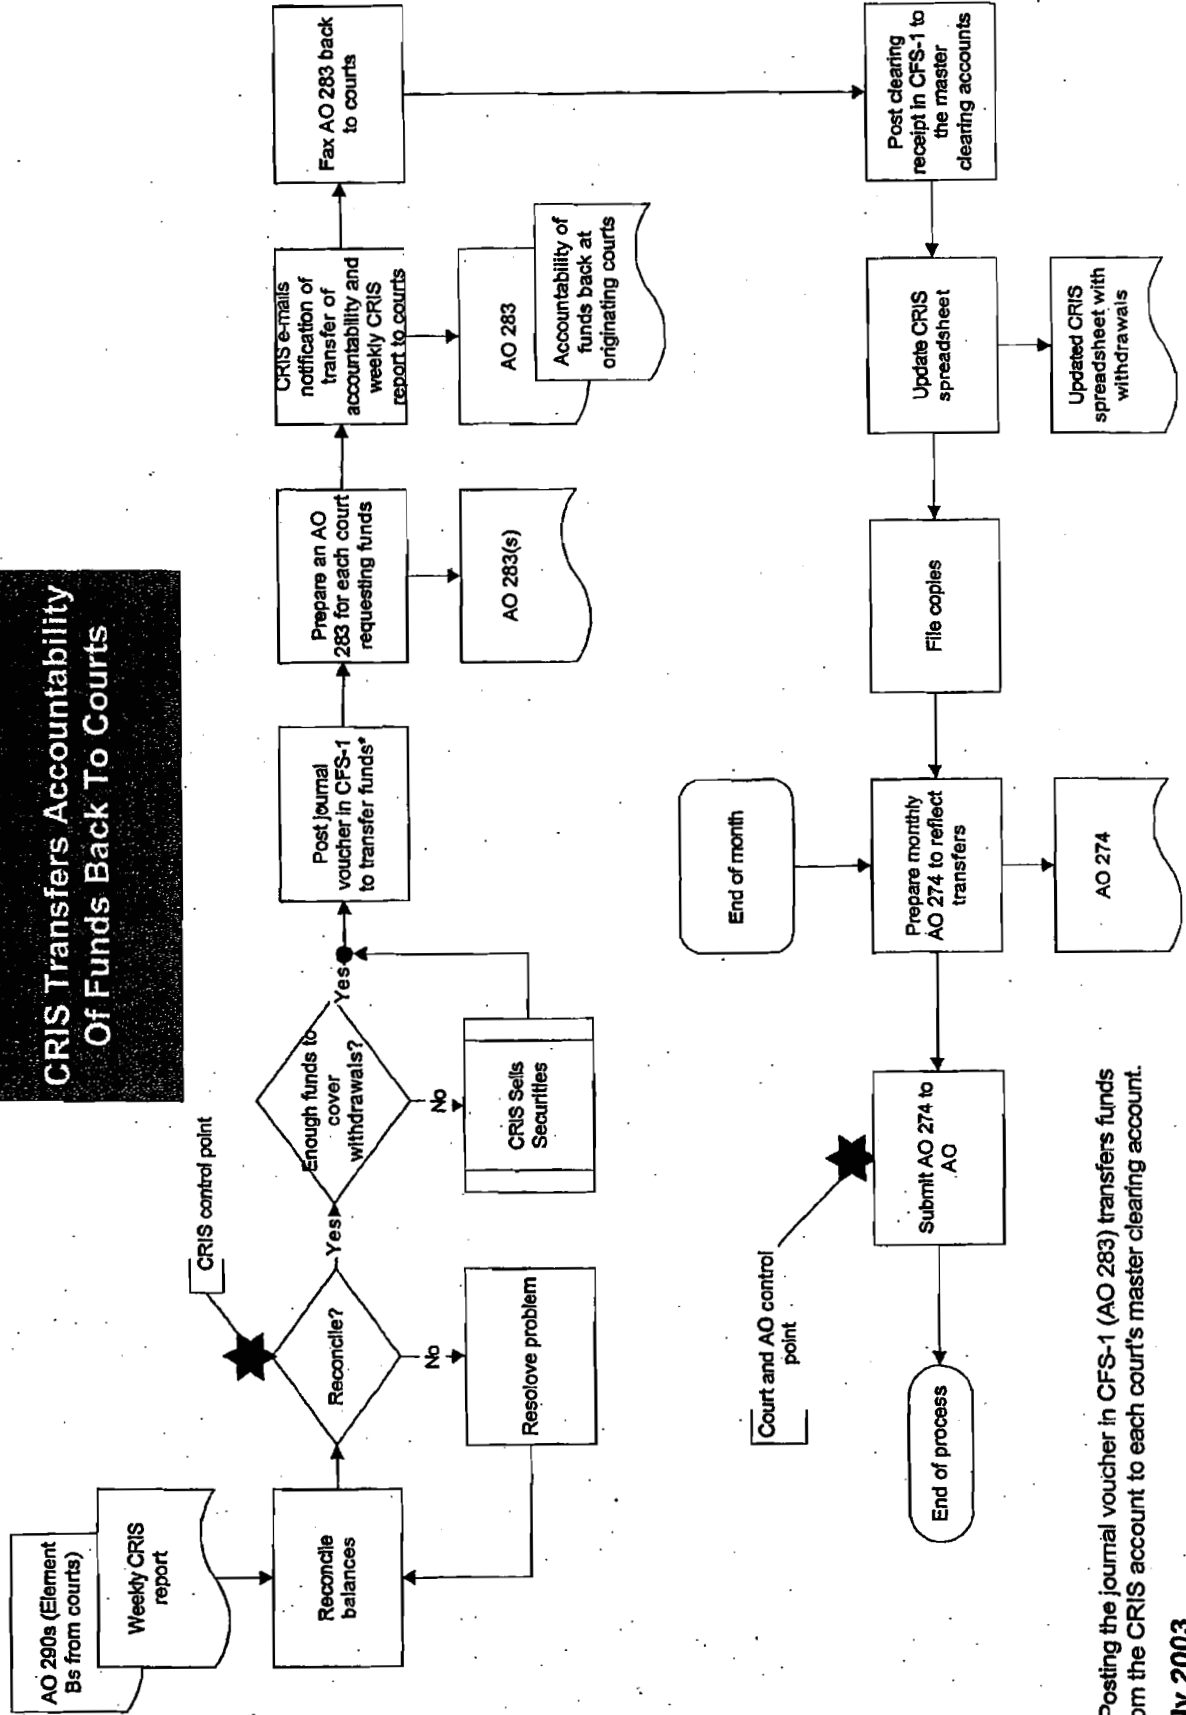 CRIS Transfers Accountability
Of Funds Back To Courts
AO 290s (Element
Bs from courts)
Weekly CRIS
report
Reconcile
balances
CRIS control point
Reconcile?
Yes
No
Resolove problem
Enough funds to
cover
withdrawals?
Yes
No
CRIS Sells
Securities
Post journal
voucher in CFS-1
to transfer funds*
Prepare an AO
283 for each court
requesting funds
AO 283(s)
CRIS e-mails
notification of
transfer of
accountability and
weekly CRIS
report to courts
AO 283
Accountability of
funds back at
originating courts
Fax AO 283 back
to courts
Post clearing
receipt in CFS-1 to
the master
clearing accounts
Update CRIS
spreadsheet
Updated CRIS
spreadsheet with
withdrawals
File copies
End of month
Prepare monthly
AO 274 to reflect
transfers
AO 274
Court and AO control
point
Submit AO 274 to
AO
End of process
Posting the journal voucher in CFS-1 (AO 283) transfers funds
om the CRIS account to each court's master clearing account.
ly 2003